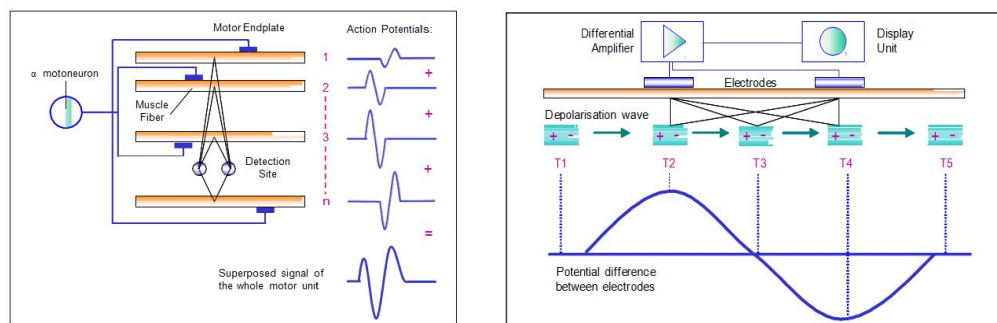 Motor Endplate
Action Potentials:
α motoneuron
Muscle
Fiber
Detection
Site
1
2
3
n
+
+
+
=
Superposed signal of
the whole motor unit
Differential
Amplifier
Display
Unit
Electrodes
Depolarisation wave
+ - + - + - + - + -
T1 T2 T3 T4 T5
Potential difference
between electrodes